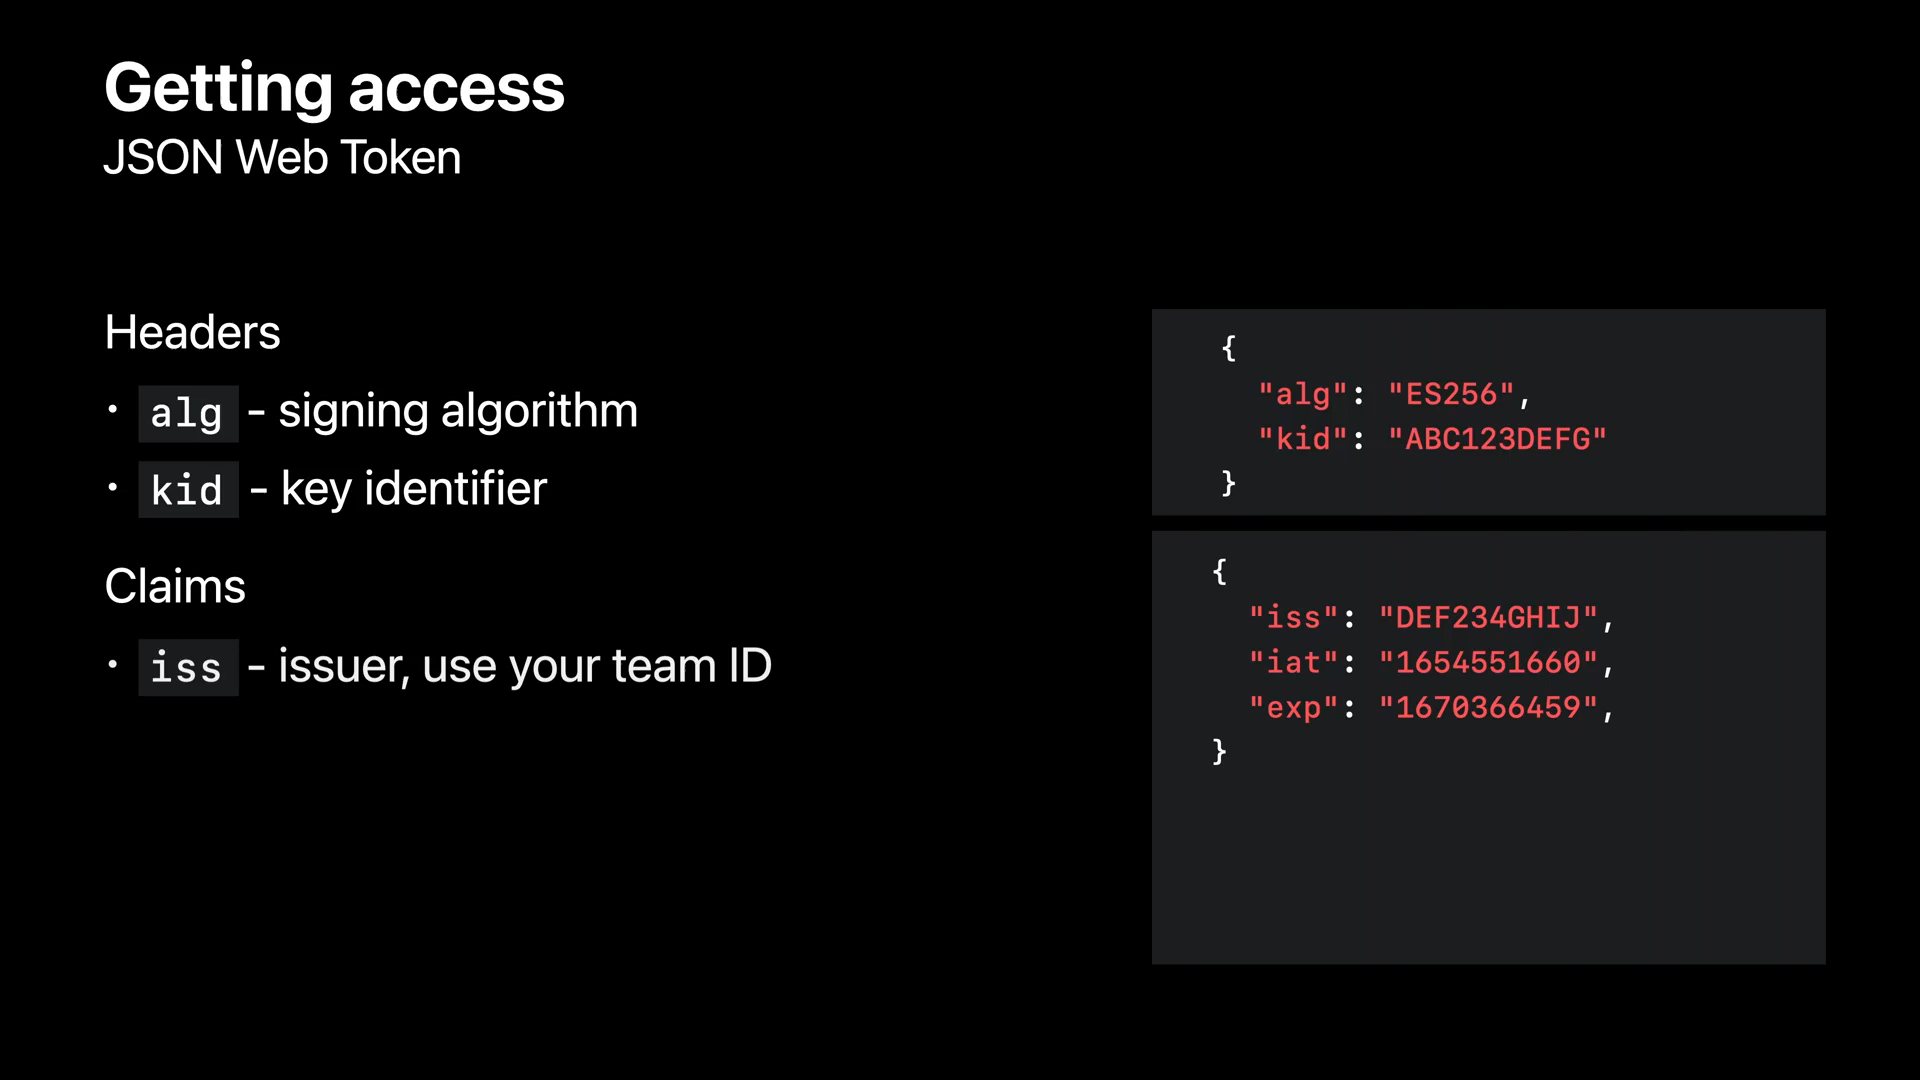 Getting access
JSON Web Token
Headers
• alg - signing algorithm
• kid - key identifier
Claims
• iss - issuer, use your team ID
{
"alg": "ES256",
"kid": "ABC123DEFG"
}
{
"iss": "DEF234GHIJ",
"iat": "1654551660",
"exp": "1670366459",
}